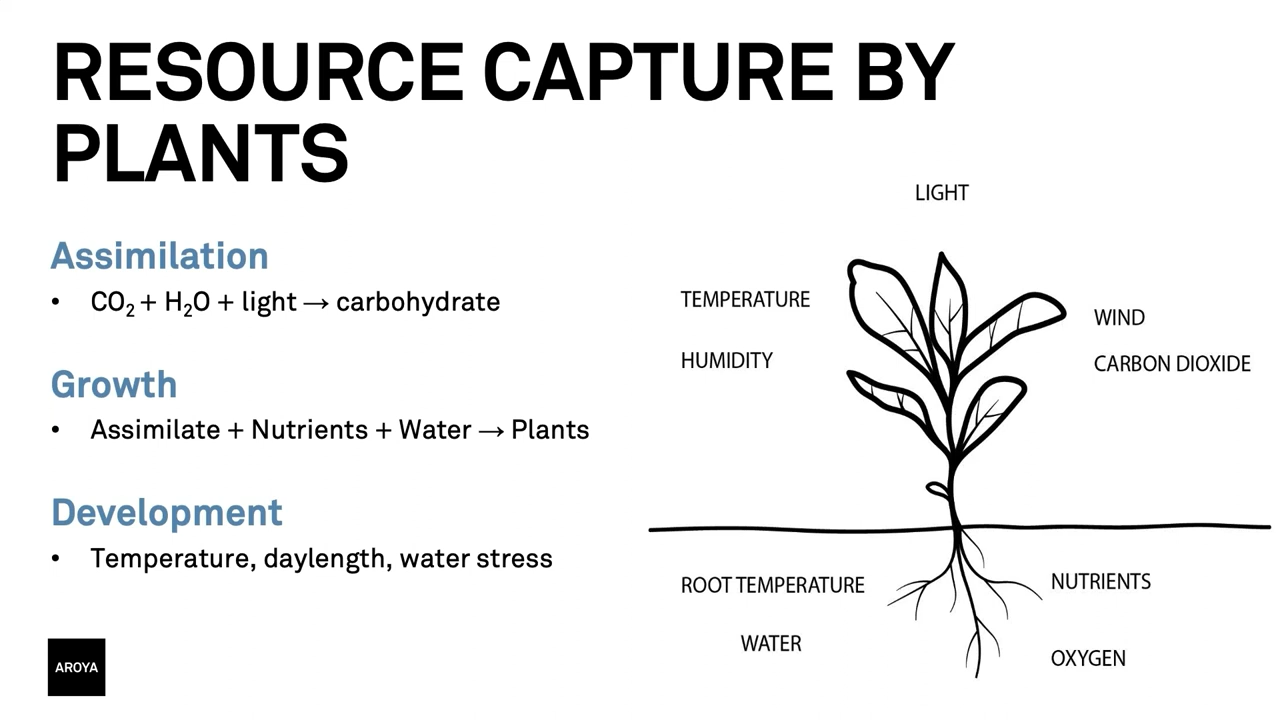 RESOURCE CAPTURE BY
PLANTS
Assimilation
• CO₂ + H₂O + light → carbohydrate
Growth
• Assimilate + Nutrients + Water → Plants
Development
• Temperature, daylength, water stress
AROYA
LIGHT
TEMPERATURE
HUMIDITY
WIND
CARBON DIOXIDE
ROOT TEMPERATURE
WATER
NUTRIENTS
OXYGEN